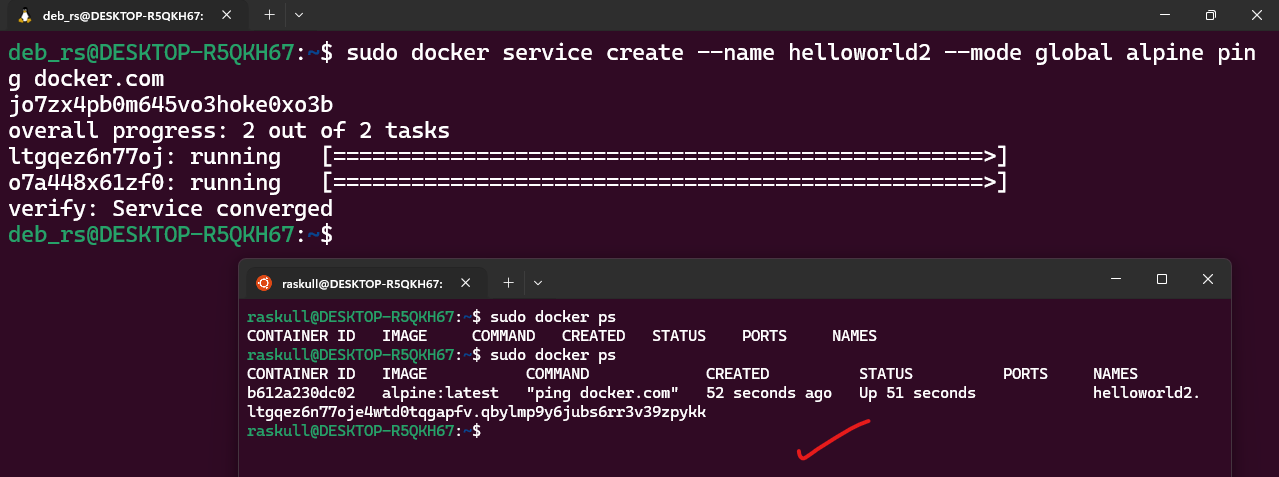 deb_rs@DESKTOP-R5QKH67:
deb_rs@DESKTOP-R5QKH67:~$ sudo docker service create --name helloworld2 --mode global alpine pin
g docker.com
jo7zx4pb0m645vo3hoke0xo3b
overall progress: 2 out of 2 tasks
ltgqez6n77oj: running   [==================================================>]
o7a448x61zf0: running   [==================================================>]
verify: Service converged
deb_rs@DESKTOP-R5QKH67:~$
raskull@DESKTOP-R5QKH67:
raskull@DESKTOP-R5QKH67:~$ sudo docker ps
CONTAINER ID   IMAGE     COMMAND   CREATED   STATUS    PORTS     NAMES
raskull@DESKTOP-R5QKH67:~$ sudo docker ps
CONTAINER ID   IMAGE           COMMAND             CREATED          STATUS          PORTS     NAMES
b612a230dc02   alpine:latest   "ping docker.com"   52 seconds ago   Up 51 seconds             helloworld2.
ltgqez6n77oje4wtd0tqgapfv.qbylmp9y6jubs6rr3v39zpykk
raskull@DESKTOP-R5QKH67:~$